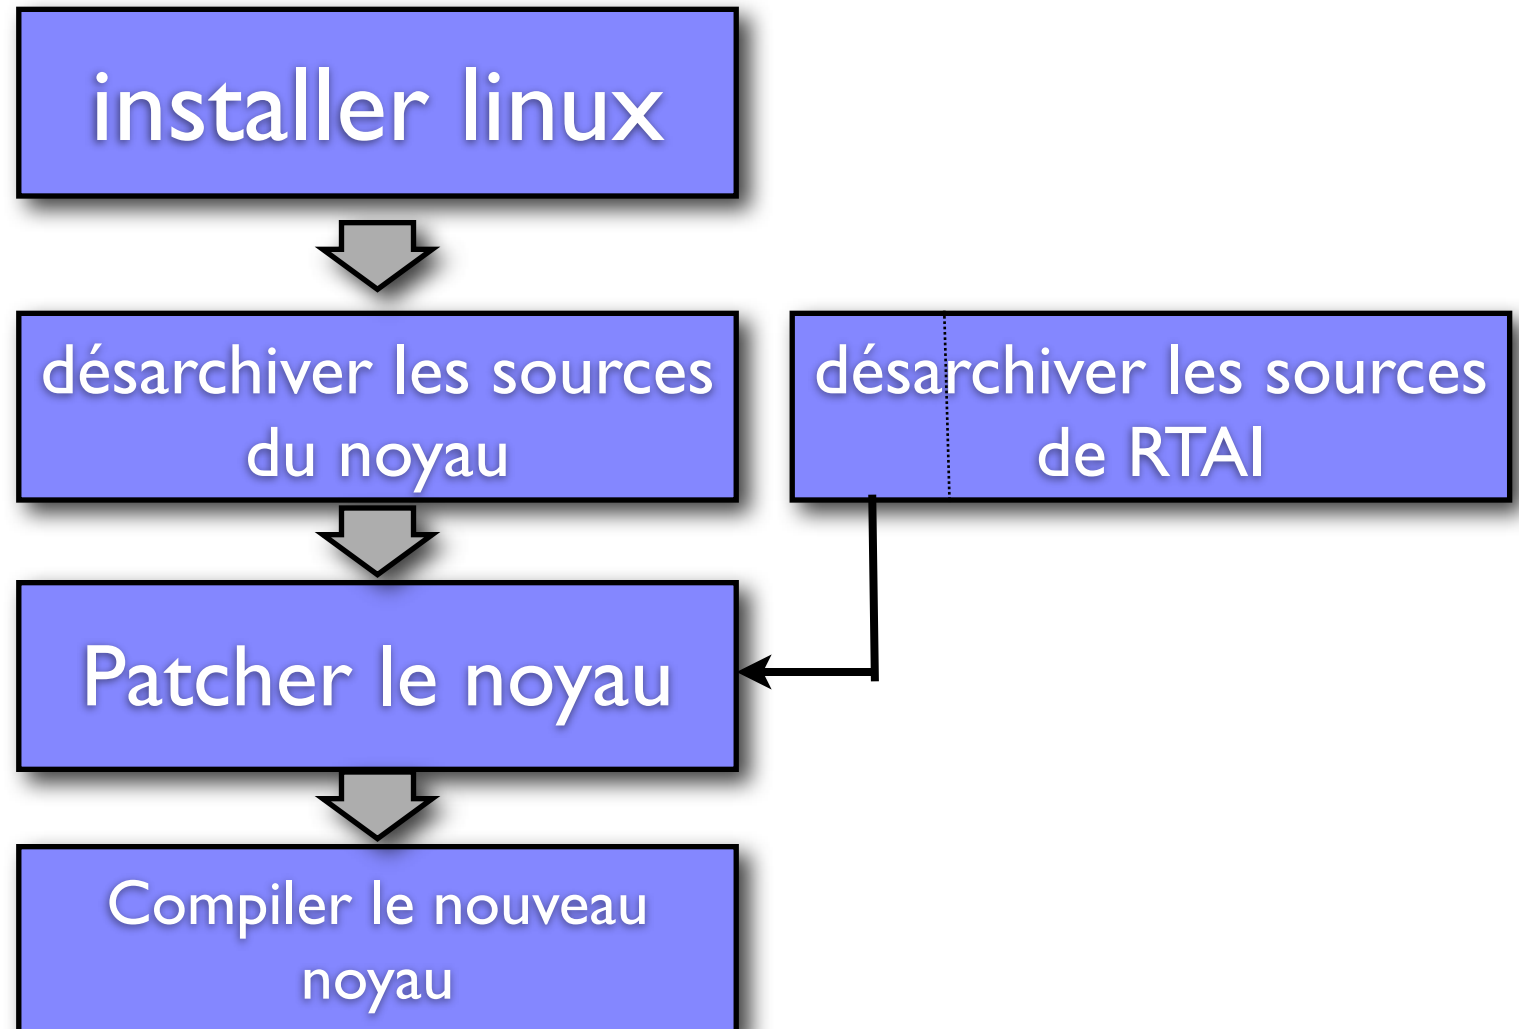 installer linux
désarchiver les sources
du noyau
désarchiver les sources
de RTAI
Patcher le noyau
Compiler le nouveau
noyau